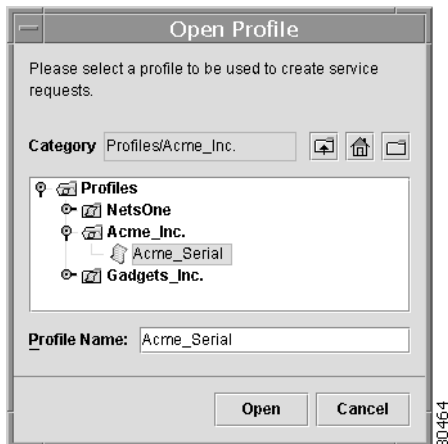 Open Profile
Please select a profile to be used to create service
requests.
Category Profiles/Acme_Inc.
Profiles
NetsOne
Acme_Inc.
Acme_Serial
Gadgets_Inc.
Profile Name: Acme_Serial
Open Cancel
30464